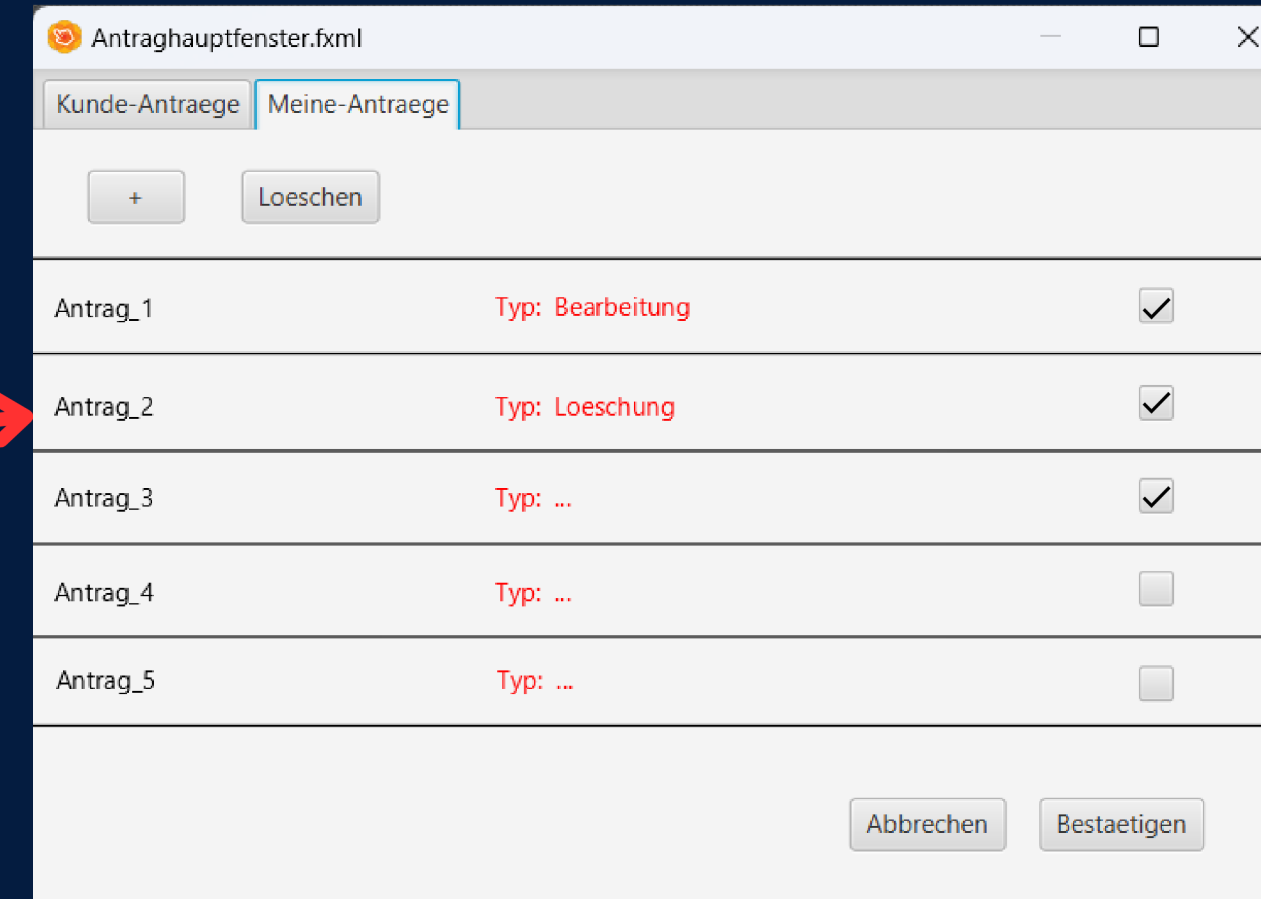 Antraghauptfenster.fxml
Kunde-Antraege Meine-Antraege
+ Loeschen
Antrag_1 Typ: Bearbeitung
Antrag_2 Typ: Loeschung
Antrag_3 Typ: ...
Antrag_4 Typ: ...
Antrag_5 Typ: ...
Abbrechen Bestaetigen